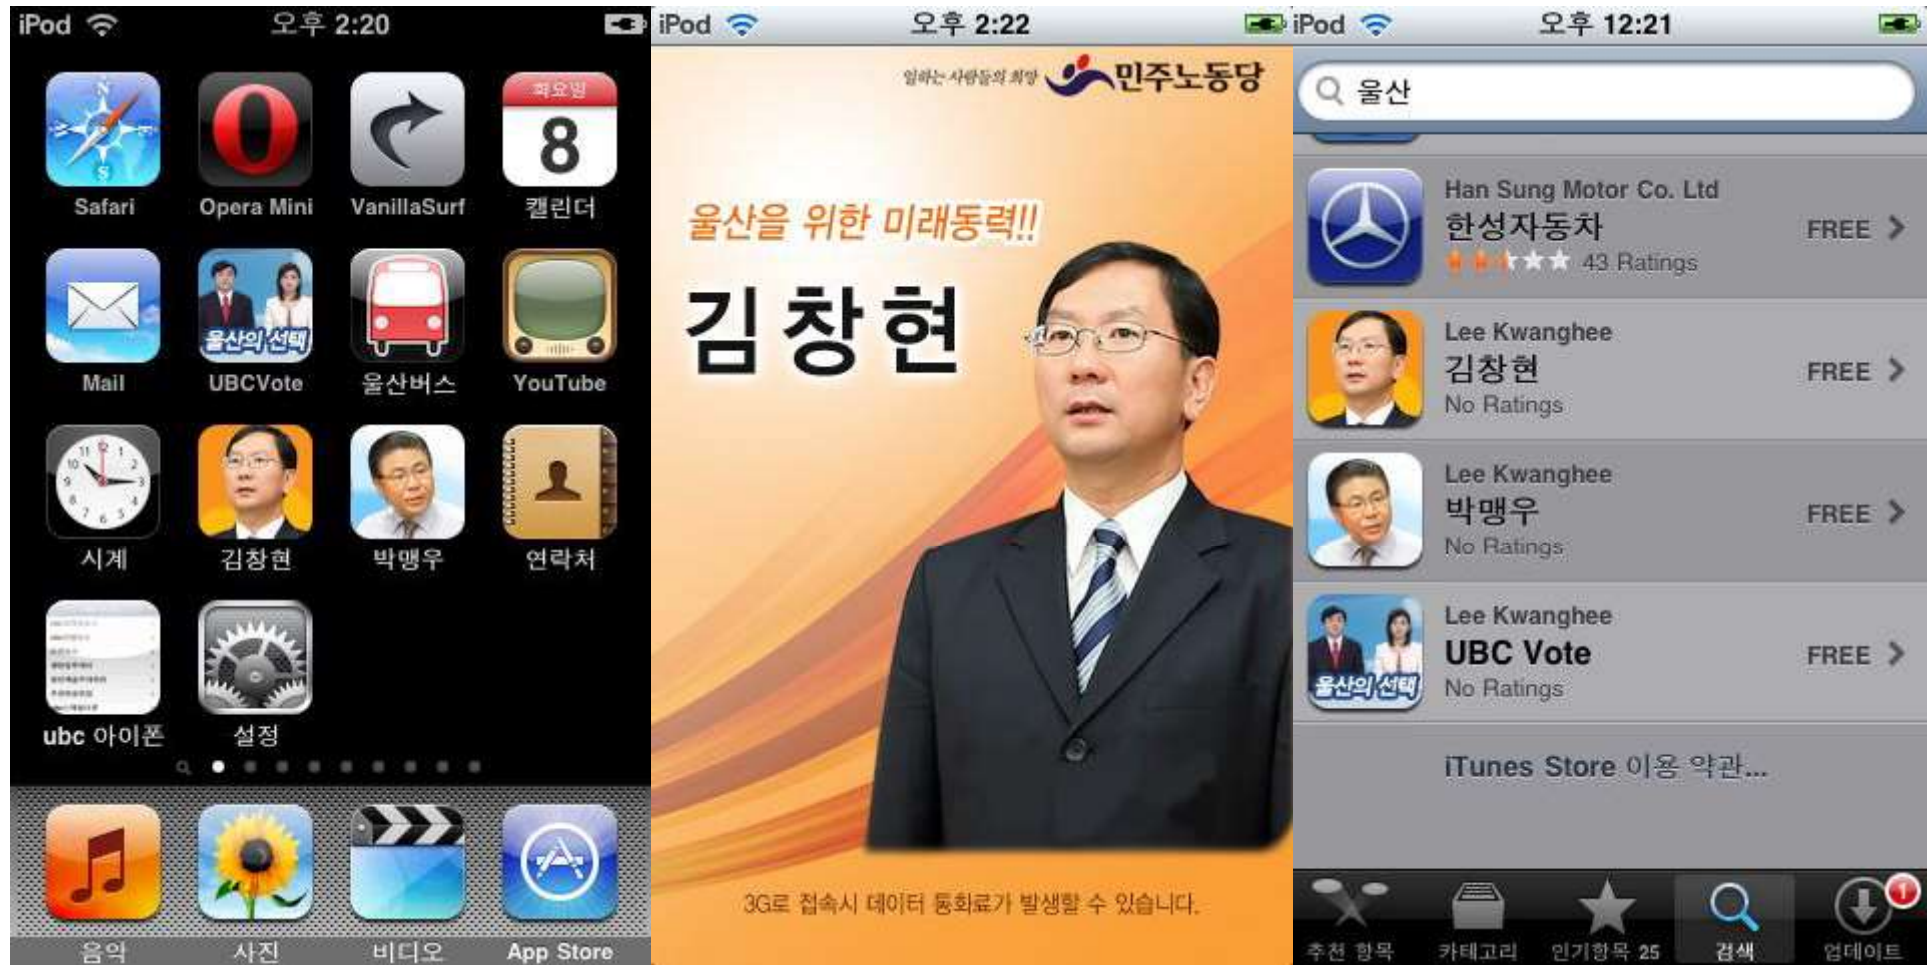 iPod
오후 2:20
화요일
8
Safari
Opera Mini
VanillaSurf
캘린더
울산의 선택
Mail
UBCVote
울산버스
YouTube
시계
김창현
박맹우
연락처
ubc 아이폰
설정
음악
사진
비디오
App Store
iPod
오후 2:22
일하는 사람들의 희망 민주노동당
울산을 위한 미래동력!!
김창현
3G로 접속시 데이터 통화료가 발생할 수 있습니다.
iPod
오후 12:21
울산
Han Sung Motor Co. Ltd
한성자동차
FREE
43 Ratings
Lee Kwanghee
김창현
FREE
No Ratings
Lee Kwanghee
박맹우
FREE
No Ratings
Lee Kwanghee
UBC Vote
FREE
울산의 선택
No Ratings
iTunes Store 이용 약관...
1
추천 항목
카테고리
인기항목 25
검색
업데이트